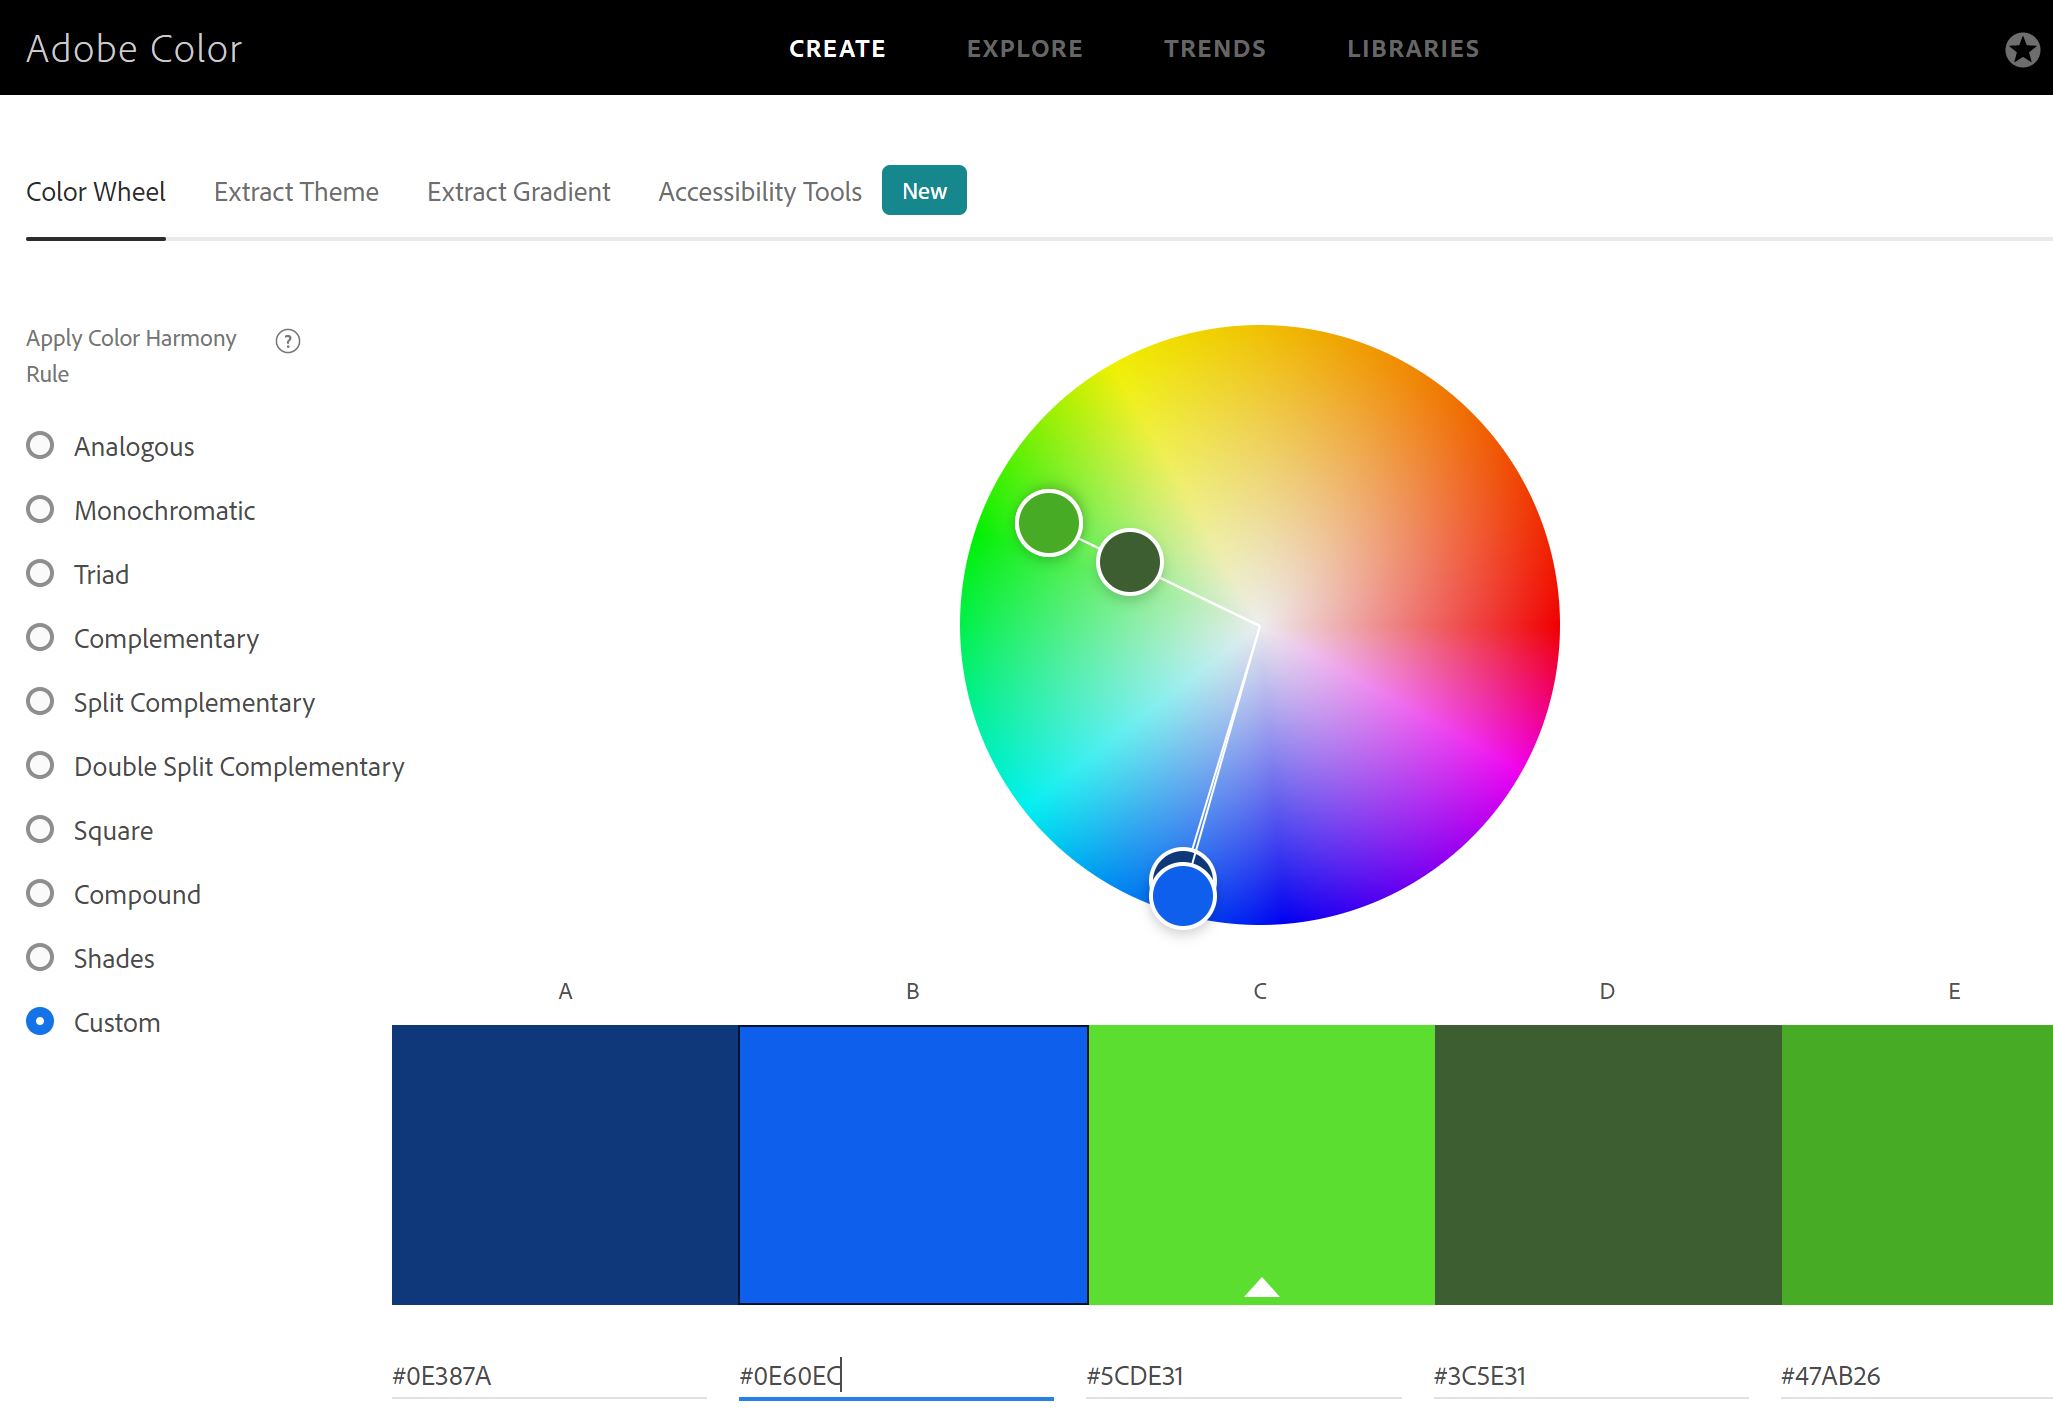 Adobe Color
CREATE
EXPLORE
TRENDS
LIBRARIES
Color Wheel
Extract Theme
Extract Gradient
Accessibility Tools
New
Apply Color Harmony
Rule
?
Analogous
Monochromatic
Triad
Complementary
Split Complementary
Double Split Complementary
Square
Compound
Shades
Custom
A
B
C
D
E
#0E387A
#0E60EC
#5CDE31
#3C5E31
#47AB26